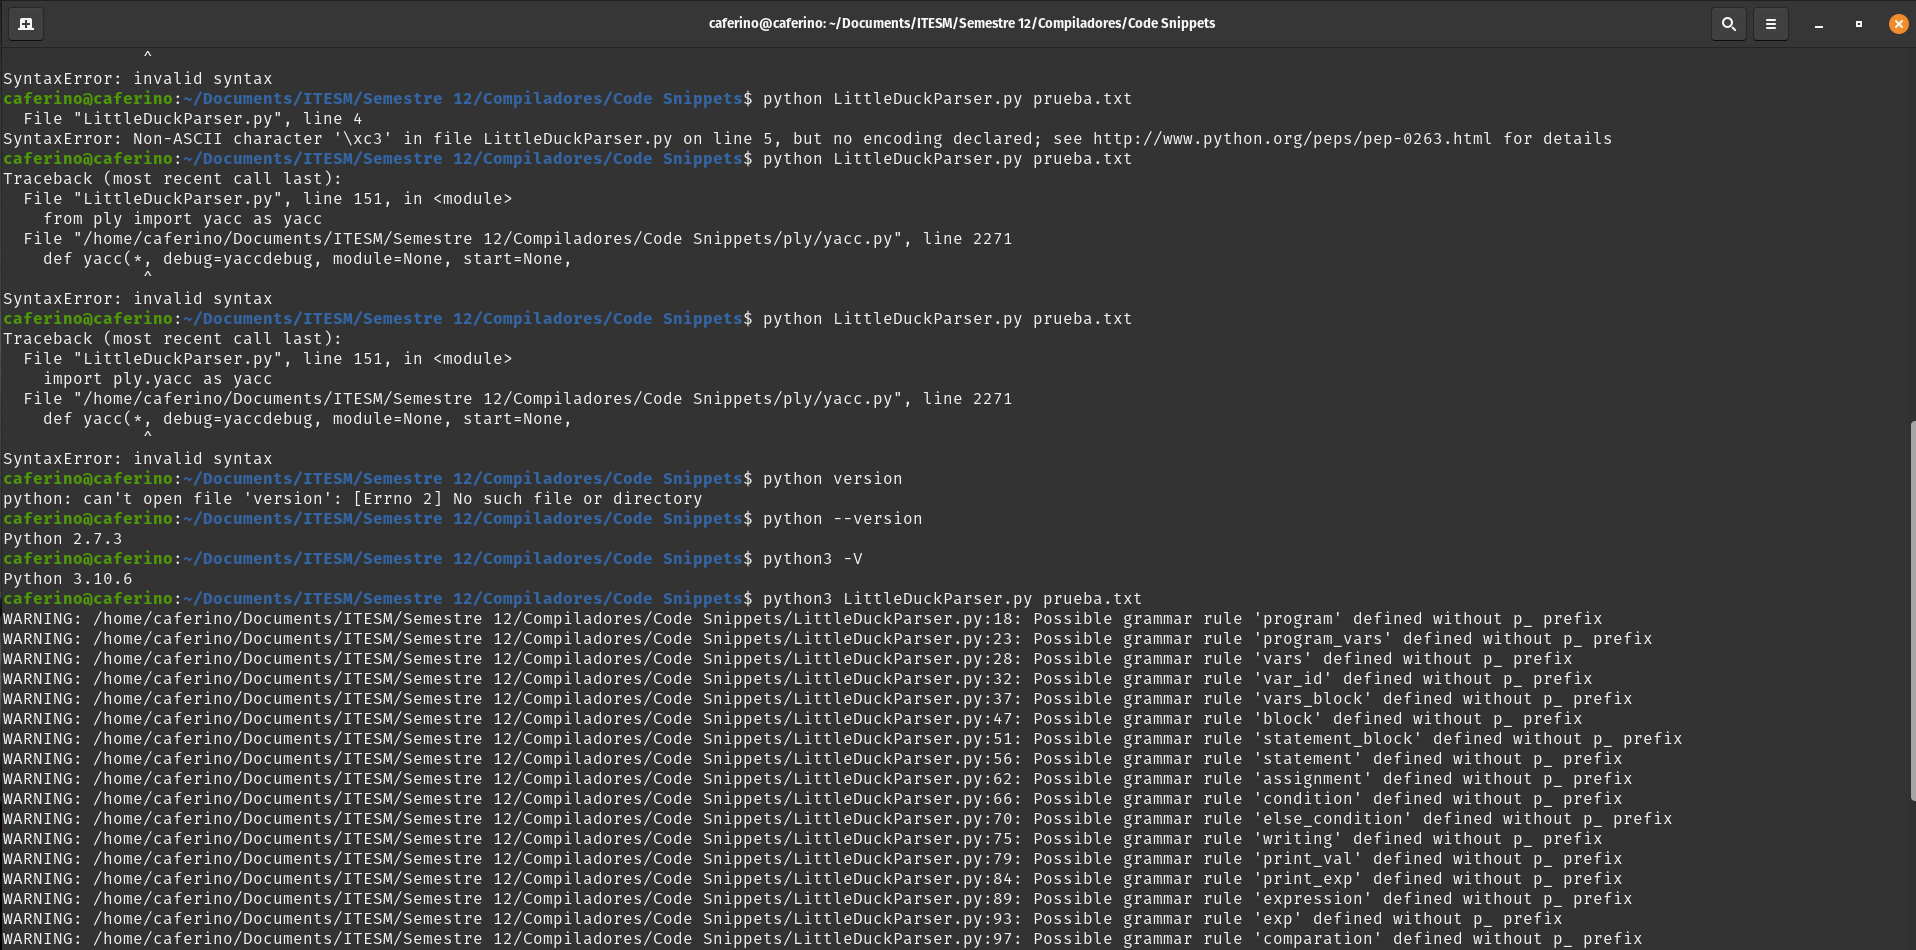 caferino@caferino: ~/Documents/ITESM/Semestre 12/Compiladores/Code Snippets
^
SyntaxError: invalid syntax
caferino@caferino:~/Documents/ITESM/Semestre 12/Compiladores/Code Snippets$ python LittleDuckParser.py prueba.txt
File "LittleDuckParser.py", line 4
SyntaxError: Non-ASCII character '\xc3' in file LittleDuckParser.py on line 5, but no encoding declared; see http://www.python.org/peps/pep-0263.html for details
caferino@caferino:~/Documents/ITESM/Semestre 12/Compiladores/Code Snippets$ python LittleDuckParser.py prueba.txt
Traceback (most recent call last):
File "LittleDuckParser.py", line 151, in <module>
from ply import yacc as yacc
File "/home/caferino/Documents/ITESM/Semestre 12/Compiladores/Code Snippets/ply/yacc.py", line 2271
def yacc(*, debug=yaccdebug, module=None, start=None,
^
SyntaxError: invalid syntax
caferino@caferino:~/Documents/ITESM/Semestre 12/Compiladores/Code Snippets$ python LittleDuckParser.py prueba.txt
Traceback (most recent call last):
File "LittleDuckParser.py", line 151, in <module>
import ply.yacc as yacc
File "/home/caferino/Documents/ITESM/Semestre 12/Compiladores/Code Snippets/ply/yacc.py", line 2271
def yacc(*, debug=yaccdebug, module=None, start=None,
^
SyntaxError: invalid syntax
caferino@caferino:~/Documents/ITESM/Semestre 12/Compiladores/Code Snippets$ python version
python: can't open file 'version': [Errno 2] No such file or directory
caferino@caferino:~/Documents/ITESM/Semestre 12/Compiladores/Code Snippets$ python --version
Python 2.7.3
caferino@caferino:~/Documents/ITESM/Semestre 12/Compiladores/Code Snippets$ python3 -V
Python 3.10.6
caferino@caferino:~/Documents/ITESM/Semestre 12/Compiladores/Code Snippets$ python3 LittleDuckParser.py prueba.txt
WARNING: /home/caferino/Documents/ITESM/Semestre 12/Compiladores/Code Snippets/LittleDuckParser.py:18: Possible grammar rule 'program' defined without p_ prefix
WARNING: /home/caferino/Documents/ITESM/Semestre 12/Compiladores/Code Snippets/LittleDuckParser.py:23: Possible grammar rule 'program_vars' defined without p_ prefix
WARNING: /home/caferino/Documents/ITESM/Semestre 12/Compiladores/Code Snippets/LittleDuckParser.py:28: Possible grammar rule 'vars' defined without p_ prefix
WARNING: /home/caferino/Documents/ITESM/Semestre 12/Compiladores/Code Snippets/LittleDuckParser.py:32: Possible grammar rule 'var_id' defined without p_ prefix
WARNING: /home/caferino/Documents/ITESM/Semestre 12/Compiladores/Code Snippets/LittleDuckParser.py:37: Possible grammar rule 'vars_block' defined without p_ prefix
WARNING: /home/caferino/Documents/ITESM/Semestre 12/Compiladores/Code Snippets/LittleDuckParser.py:47: Possible grammar rule 'block' defined without p_ prefix
WARNING: /home/caferino/Documents/ITESM/Semestre 12/Compiladores/Code Snippets/LittleDuckParser.py:51: Possible grammar rule 'statement_block' defined without p_ prefix
WARNING: /home/caferino/Documents/ITESM/Semestre 12/Compiladores/Code Snippets/LittleDuckParser.py:56: Possible grammar rule 'statement' defined without p_ prefix
WARNING: /home/caferino/Documents/ITESM/Semestre 12/Compiladores/Code Snippets/LittleDuckParser.py:62: Possible grammar rule 'assignment' defined without p_ prefix
WARNING: /home/caferino/Documents/ITESM/Semestre 12/Compiladores/Code Snippets/LittleDuckParser.py:66: Possible grammar rule 'condition' defined without p_ prefix
WARNING: /home/caferino/Documents/ITESM/Semestre 12/Compiladores/Code Snippets/LittleDuckParser.py:70: Possible grammar rule 'else_condition' defined without p_ prefix
WARNING: /home/caferino/Documents/ITESM/Semestre 12/Compiladores/Code Snippets/LittleDuckParser.py:75: Possible grammar rule 'writing' defined without p_ prefix
WARNING: /home/caferino/Documents/ITESM/Semestre 12/Compiladores/Code Snippets/LittleDuckParser.py:79: Possible grammar rule 'print_val' defined without p_ prefix
WARNING: /home/caferino/Documents/ITESM/Semestre 12/Compiladores/Code Snippets/LittleDuckParser.py:84: Possible grammar rule 'print_exp' defined without p_ prefix
WARNING: /home/caferino/Documents/ITESM/Semestre 12/Compiladores/Code Snippets/LittleDuckParser.py:89: Possible grammar rule 'expression' defined without p_ prefix
WARNING: /home/caferino/Documents/ITESM/Semestre 12/Compiladores/Code Snippets/LittleDuckParser.py:93: Possible grammar rule 'exp' defined without p_ prefix
WARNING: /home/caferino/Documents/ITESM/Semestre 12/Compiladores/Code Snippets/LittleDuckParser.py:97: Possible grammar rule 'comparation' defined without p_ prefix